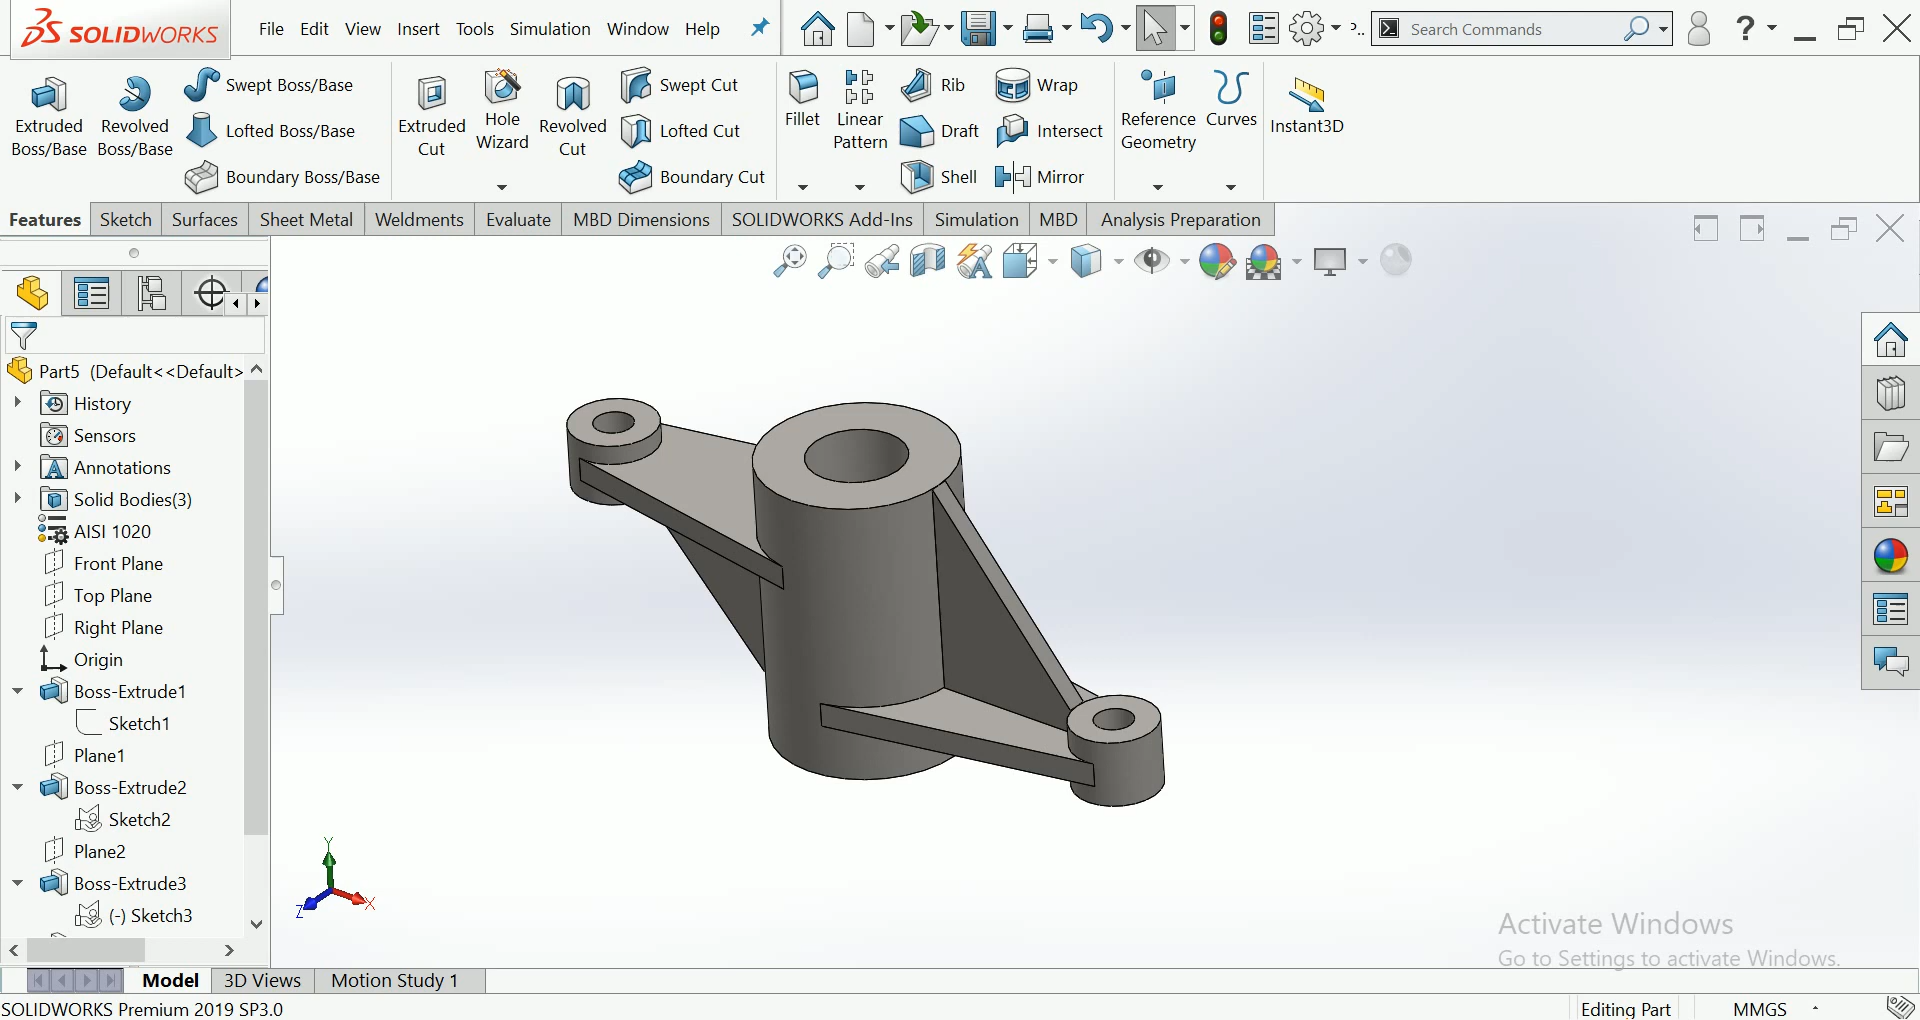 SOLIDWORKS
File Edit View Insert Tools Simulation Window Help
P..
Search Commands
?
Extruded Boss/Base
Revolved Boss/Base
Swept Boss/Base
Lofted Boss/Base
Boundary Boss/Base
Extruded Cut
Hole Wizard
Revolved Cut
Swept Cut
Lofted Cut
Boundary Cut
Fillet
Linear Pattern
Rib
Draft
Shell
Wrap
Intersect
Mirror
Reference Geometry
Curves
Instant3D
Features Sketch Surfaces Sheet Metal Weldments Evaluate MBD Dimensions SOLIDWORKS Add-Ins Simulation MBD Analysis Preparation
Part5 (Default<<Default>
History
Sensors
Annotations
Solid Bodies(3)
AISI 1020
Front Plane
Top Plane
Right Plane
Origin
Boss-Extrude1
Sketch1
Plane1
Boss-Extrude2
Sketch2
Plane2
Boss-Extrude3
(-) Sketch3
Y
X
Z
Activate Windows
Go to Settings to activate Windows.
Model 3D Views Motion Study 1
SOLIDWORKS Premium 2019 SP3.0
Editing Part MMGS